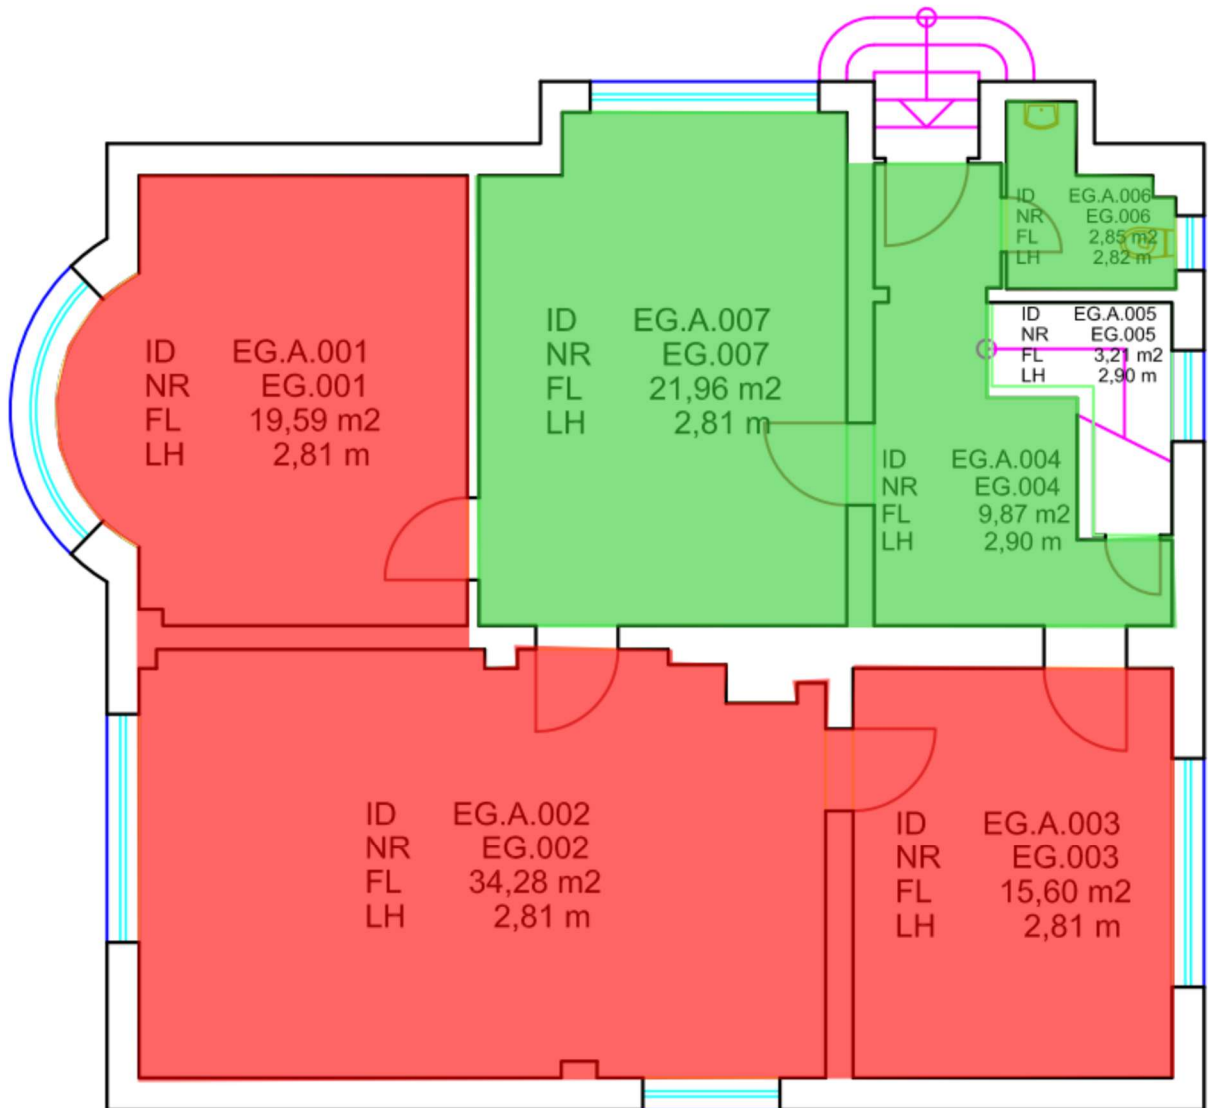 ID EG.A.006
NR EG.006
FL 2,85 m2
LH 2,82 m
ID EG.A.005
NR EG.005
FL 3,21 m2
LH 2,90 m
ID EG.A.007
NR EG.007
FL 21,96 m2
LH 2,81 m
ID EG.A.001
NR EG.001
FL 19,59 m2
LH 2,81 m
ID EG.A.004
NR EG.004
FL 9,87 m2
LH 2,90 m
ID EG.A.002
NR EG.002
FL 34,28 m2
LH 2,81 m
ID EG.A.003
NR EG.003
FL 15,60 m2
LH 2,81 m